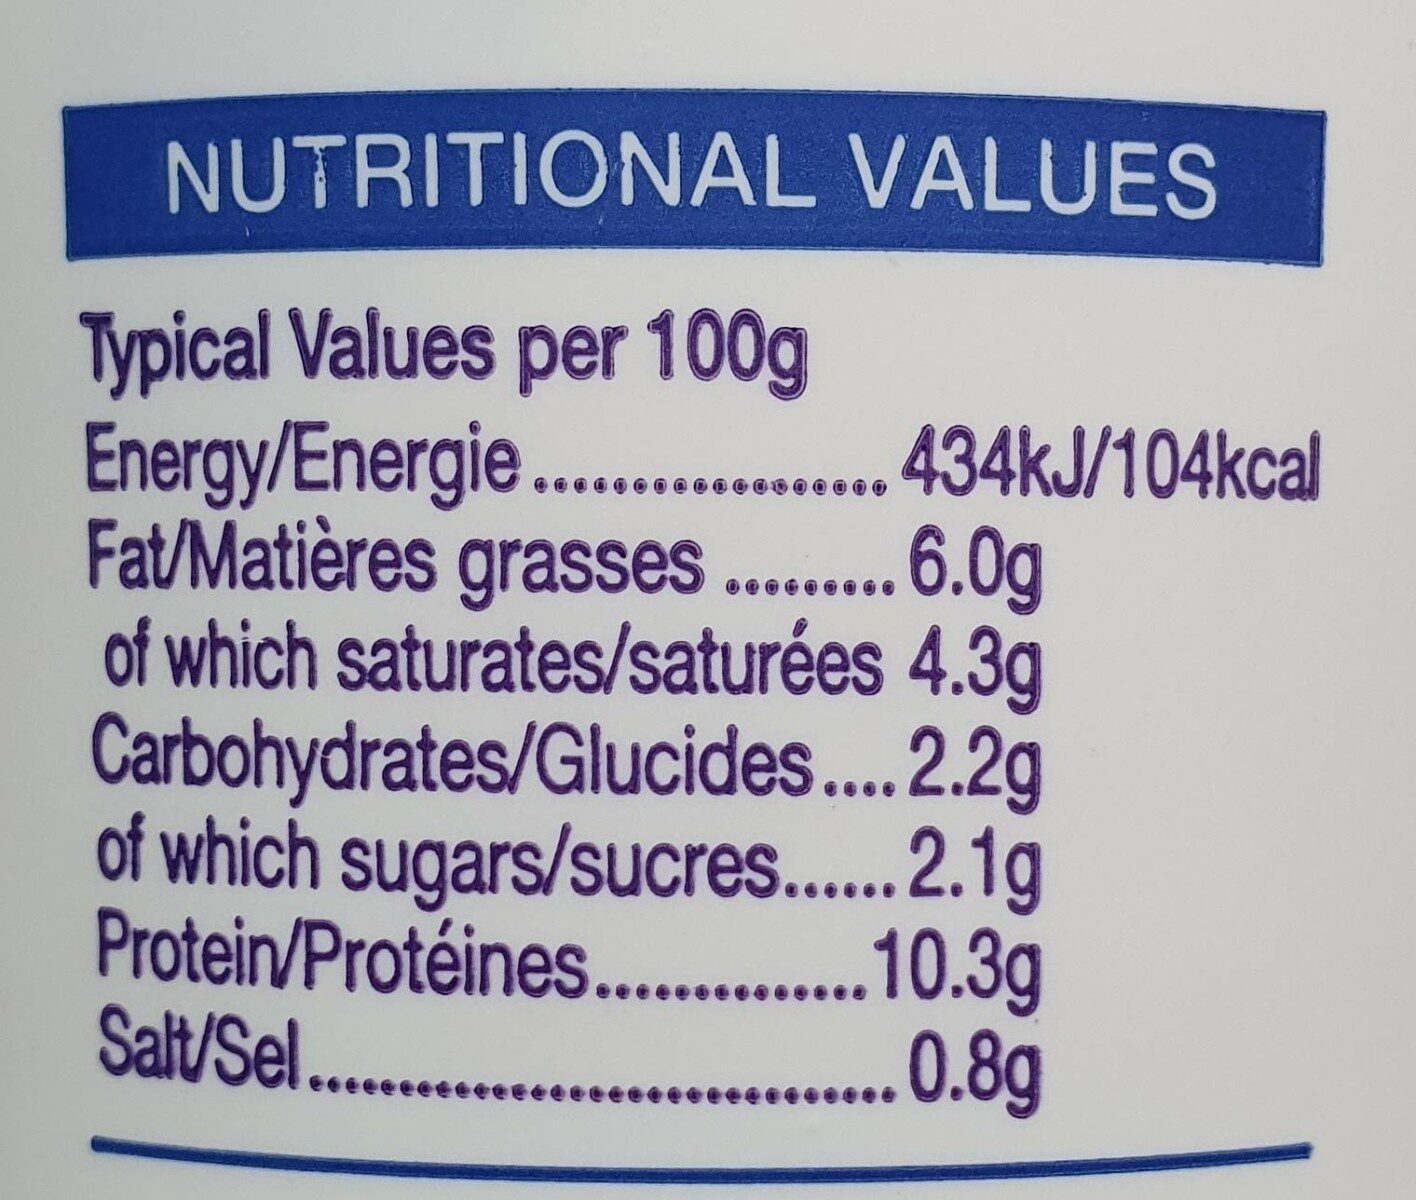 NUTRITIONAL VALUES
Typical Values per 100g
Energy/Energie .................. 434kJ/104kcal
Fat/Matières grasses ......... 6.0g
of which saturates/saturées 4.3g
Carbohydrates/Glucides.... 2.2g
of which sugars/sucres...... 2.1g
Protein/Protéines..............10.3g
Salt/Sel.............................. 0.8g